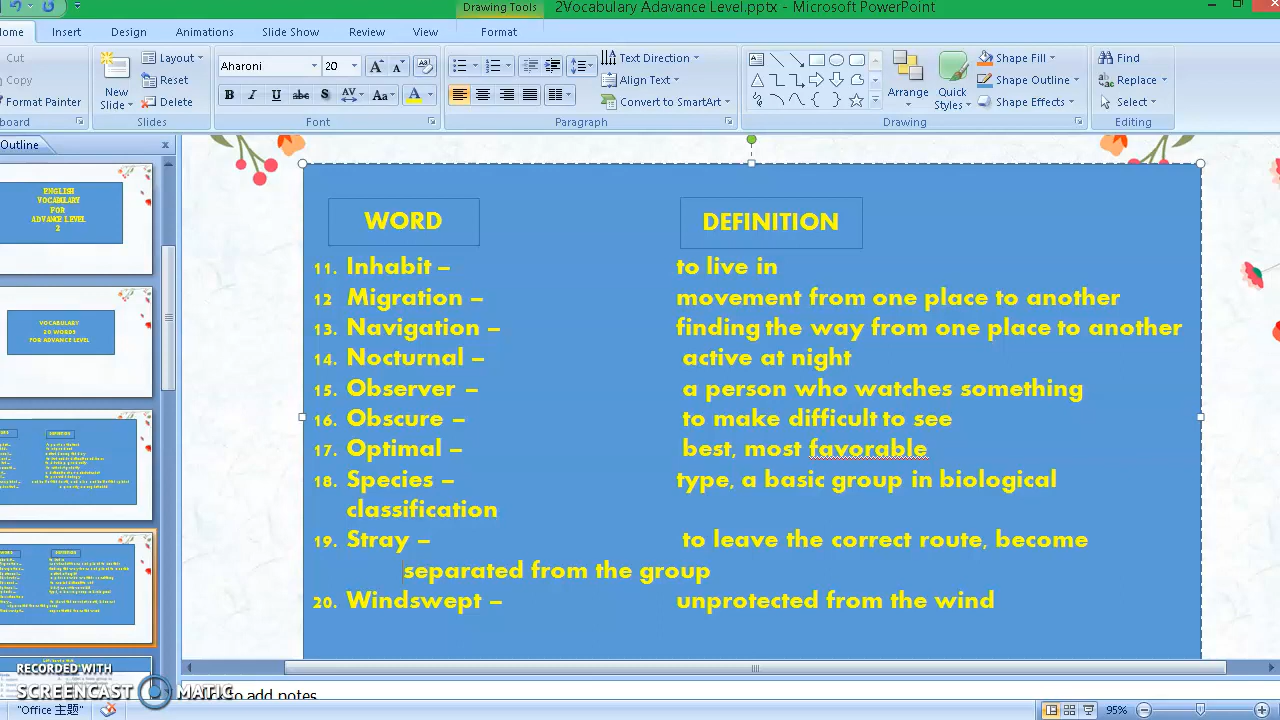 Drawing Tools
2Vocabulary Adavance Level.pptx - Microsoft PowerPoint
Home Insert Design Animations Slide Show Review View Format
Cut
Copy
Format Painter
New
Slide
Layout
Reset
Delete
Slides
Aharoni 20
B I U abc S AV Aa A
Font
Text Direction
Align Text
Convert to SmartArt
Paragraph
Arrange
Quick
Styles
Shape Fill
Shape Outline
Shape Effects
Drawing
Find
Replace
Select
Editing
Outline
ENGLISH
VOCABULARY
FOR
ADVANCE LEVEL
2
VOCABULARY
20 WORDS
FOR ADVANCE LEVEL
WORD DEFINITION
11. Inhabit – to live in
12 Migration – movement from one place to another
13. Navigation – finding the way from one place to another
14. Nocturnal – active at night
15. Observer – a person who watches something
16. Obscure – to make difficult to see
17. Optimal – best, most favorable
18. Species – type, a basic group in biological
classification
19. Stray – to leave the correct route, become
separated from the group
20. Windswept – unprotected from the wind
RECORDED WITH
SCREENCAST MATIC
to add notes
"Office 主题" 95%